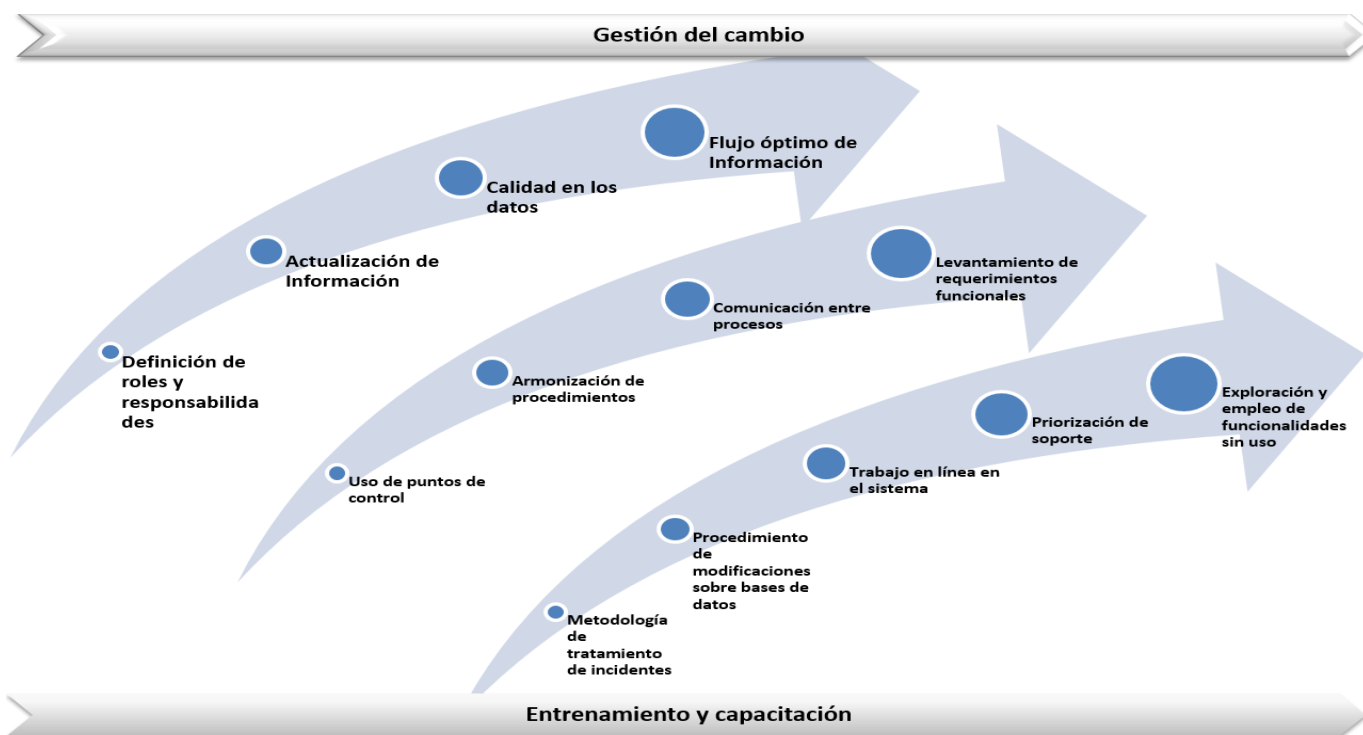 Gestión del cambio
Flujo óptimo de
Información
Calidad en los
datos
Actualización de
Información
Definición de
roles y
responsabilida
des
Levantamiento de
requerimientos
funcionales
Comunicación entre
procesos
Armonización de
procedimientos
Uso de puntos de
control
Exploración y
empleo de
funcionalidades
sin uso
Priorización de
soporte
Trabajo en línea en
el sistema
Procedimiento
de
modificaciones
sobre bases de
datos
Metodología
de
tratamiento
de incidentes
Entrenamiento y capacitación